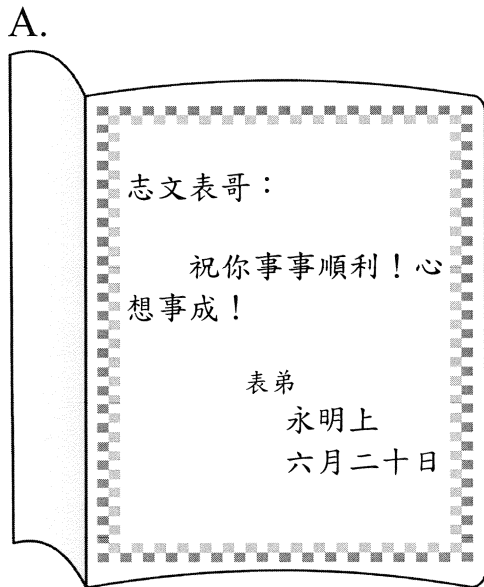 A.
志文表哥：
祝你事事順利！心
想事成！
表弟
永明上
六月二十日